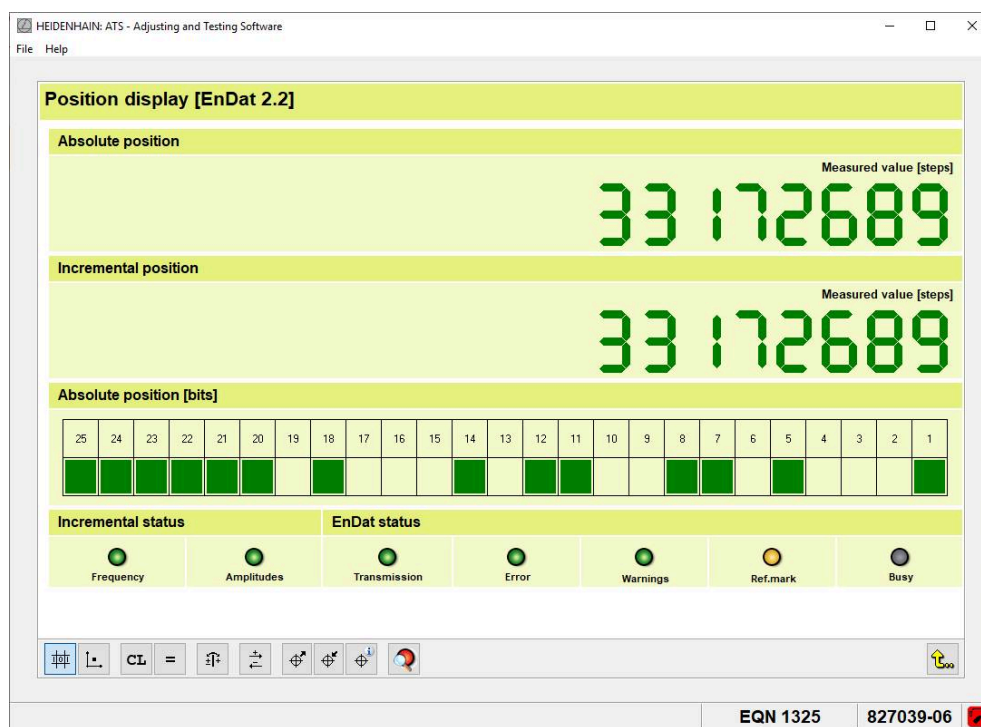 HEIDENHAIN: ATS - Adjusting and Testing Software
File Help
Position display [EnDat 2.2]
Absolute position
Measured value [steps]
33172689
Incremental position
Measured value [steps]
33172689
Absolute position [bits]
25 24 23 22 21 20 19 18 17 16 15 14 13 12 11 10 9 8 7 6 5 4 3 2 1
Incremental status EnDat status
Frequency Amplitudes Transmission Error Warnings Ref.mark Busy
CL =
EQN 1325 827039-06